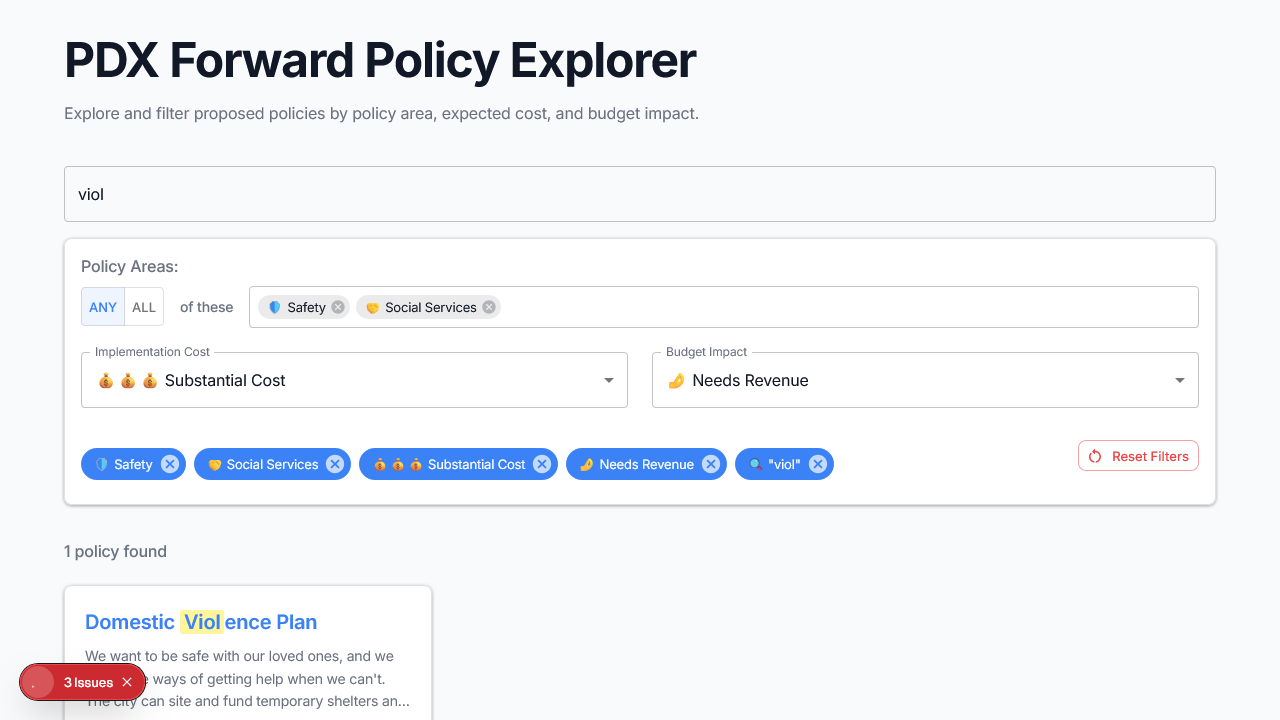 PDX Forward Policy Explorer
Explore and filter proposed policies by policy area, expected cost, and budget impact.
viol
Policy Areas:
ANY ALL of these Safety Social Services
Implementation Cost
Substantial Cost
Budget Impact
Needs Revenue
Safety Social Services Substantial Cost Needs Revenue "viol"
Reset Filters
1 policy found
Domestic Violence Plan
We want to be safe with our loved ones, and we
ways of getting help when we can't.
The city can site and fund temporary shelters an...
3 Issues